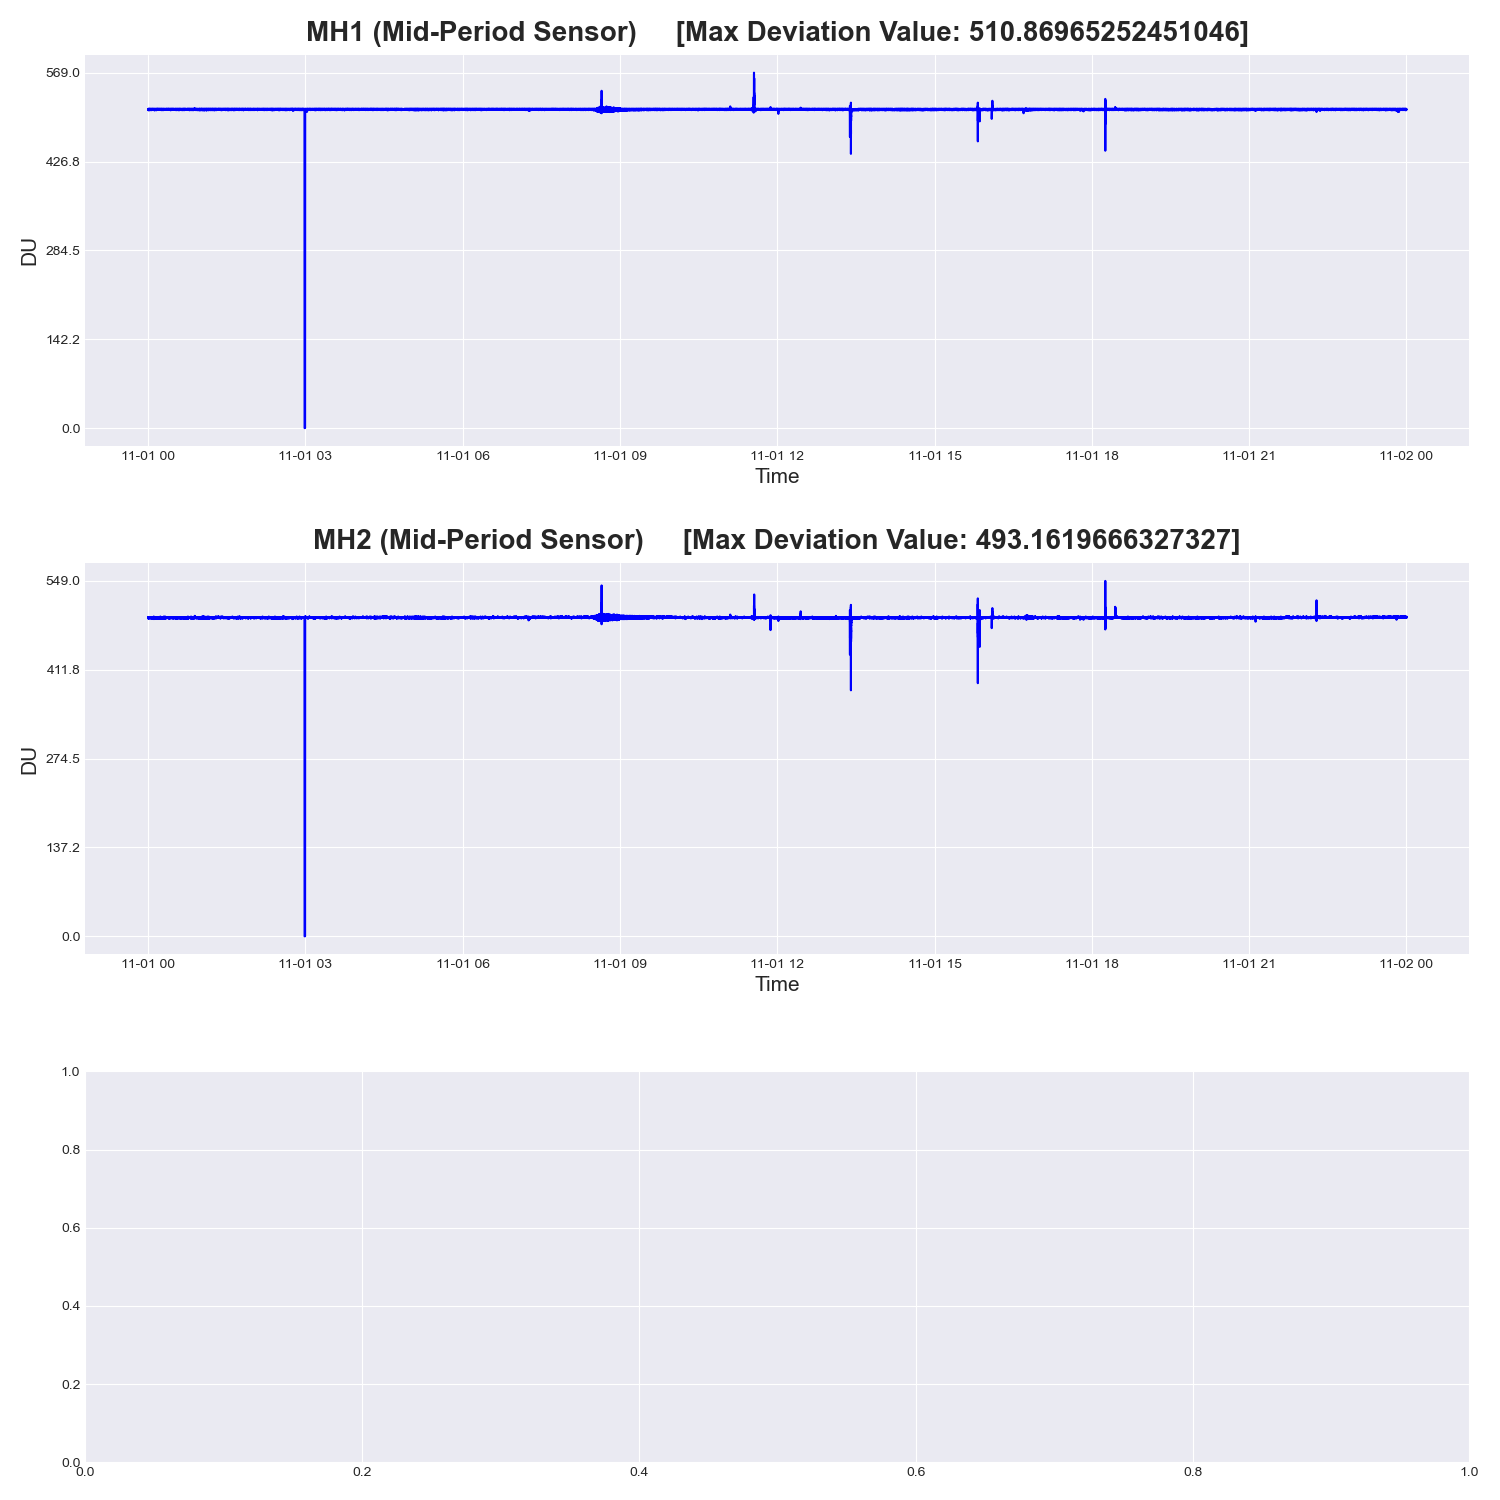 MH1 (Mid-Period Sensor) [Max Deviation Value: 510.86965252451046]
569.0
426.8
284.5
142.2
0.0
DU
11-01 00 11-01 03 11-01 06 11-01 09 11-01 12 11-01 15 11-01 18 11-01 21 11-02 00
Time
MH2 (Mid-Period Sensor) [Max Deviation Value: 493.1619666327327]
549.0
411.8
274.5
137.2
0.0
DU
11-01 00 11-01 03 11-01 06 11-01 09 11-01 12 11-01 15 11-01 18 11-01 21 11-02 00
Time
1.0
0.8
0.6
0.4
0.2
0.0
0.0 0.2 0.4 0.6 0.8 1.0